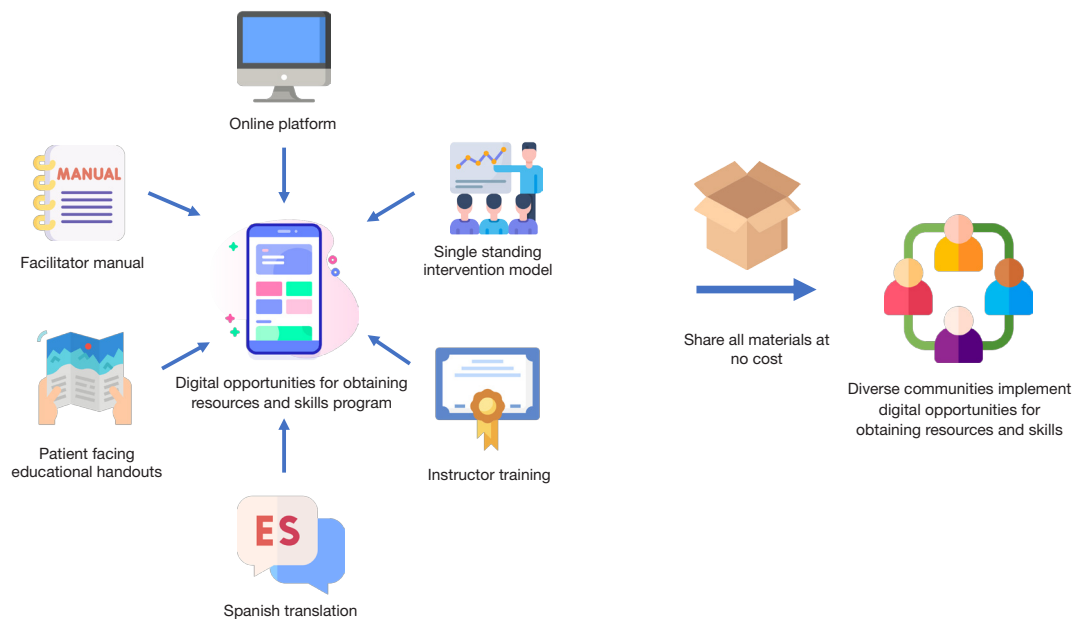 Online platform
MANUAL
Facilitator manual
Single standing
intervention model
Digital opportunities for obtaining
resources and skills program
Patient facing
educational handouts
Instructor training
ES
Spanish translation
Share all materials at
no cost
Diverse communities implement
digital opportunities for
obtaining resources and skills